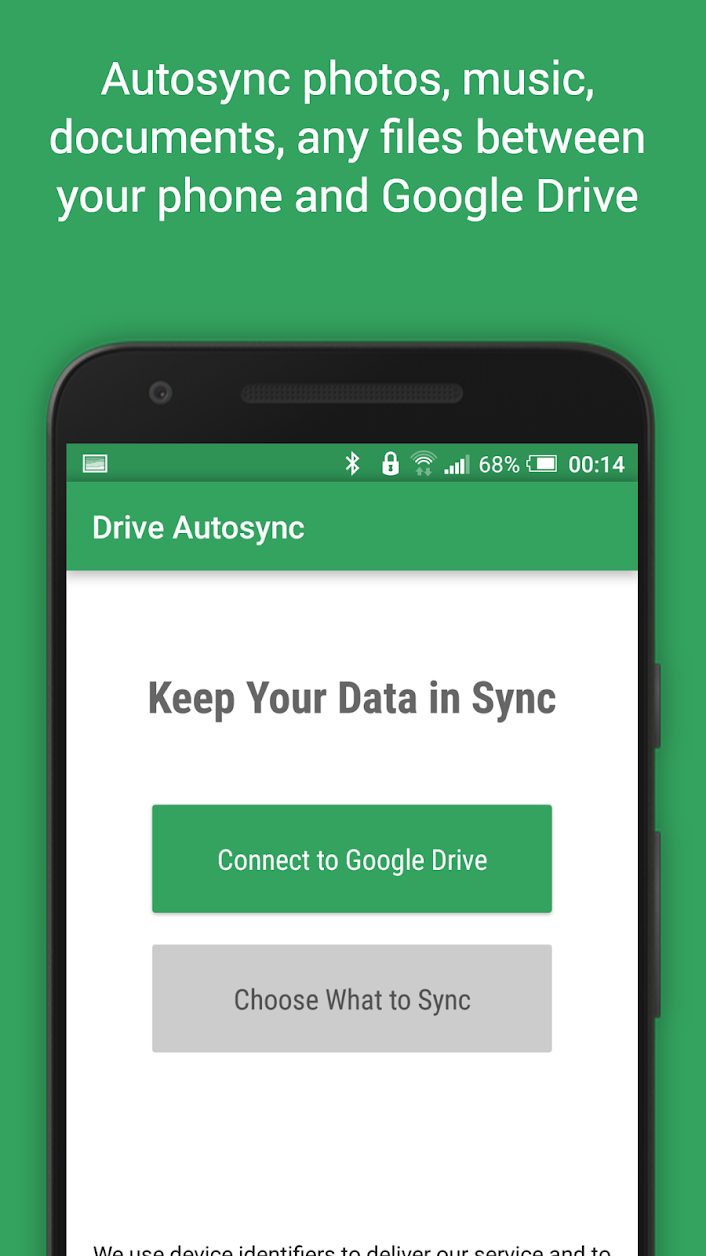 Autosync photos, music,
documents, any files between
your phone and Google Drive
68% 00:14
Drive Autosync
Keep Your Data in Sync
Connect to Google Drive
Choose What to Sync
We use device identifiers to deliver our service and to